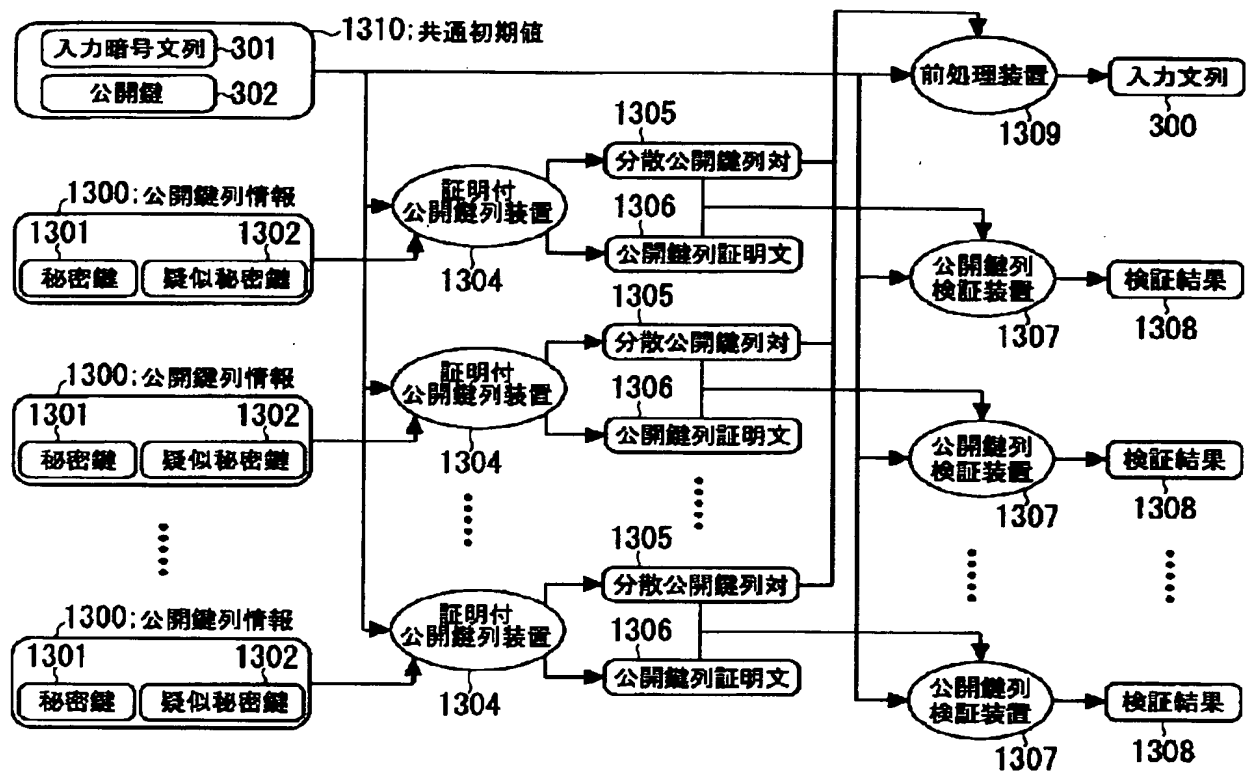 1310:共通初期値
入力暗号文列 301
公開鍵 302
前処理装置
1309
入力文列
300
1300:公開鍵列情報
1301 1302
秘密鍵 疑似秘密鍵
証明付
公開鍵列装置
1304
1305
分散公開鍵列対
1306
公開鍵列証明文
公開鍵列
検証装置
1307
検証結果
1308
1300:公開鍵列情報
1301 1302
秘密鍵 疑似秘密鍵
証明付
公開鍵列装置
1304
1305
分散公開鍵列対
1306
公開鍵列証明文
公開鍵列
検証装置
1307
検証結果
1308
1300:公開鍵列情報
1301 1302
秘密鍵 疑似秘密鍵
証明付
公開鍵列装置
1304
1305
分散公開鍵列対
1306
公開鍵列証明文
公開鍵列
検証装置
1307
検証結果
1308